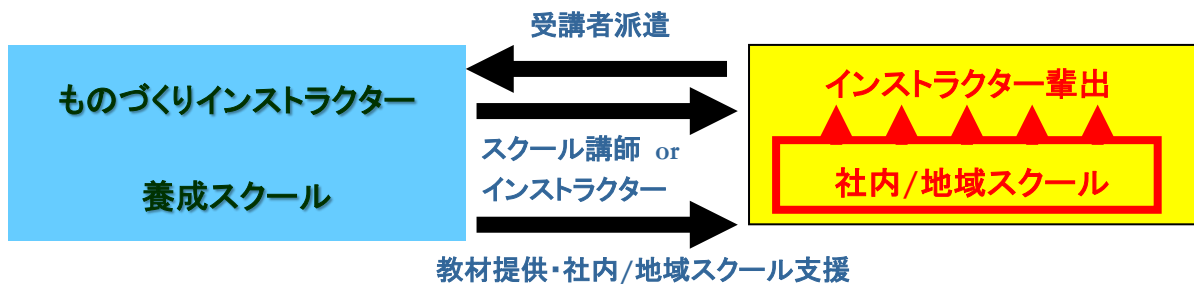 受講者派遣
ものづくりインストラクター
養成スクール
スクール講師 or
インストラクター
教材提供・社内/地域スクール支援
インストラクター輩出
社内/地域スクール